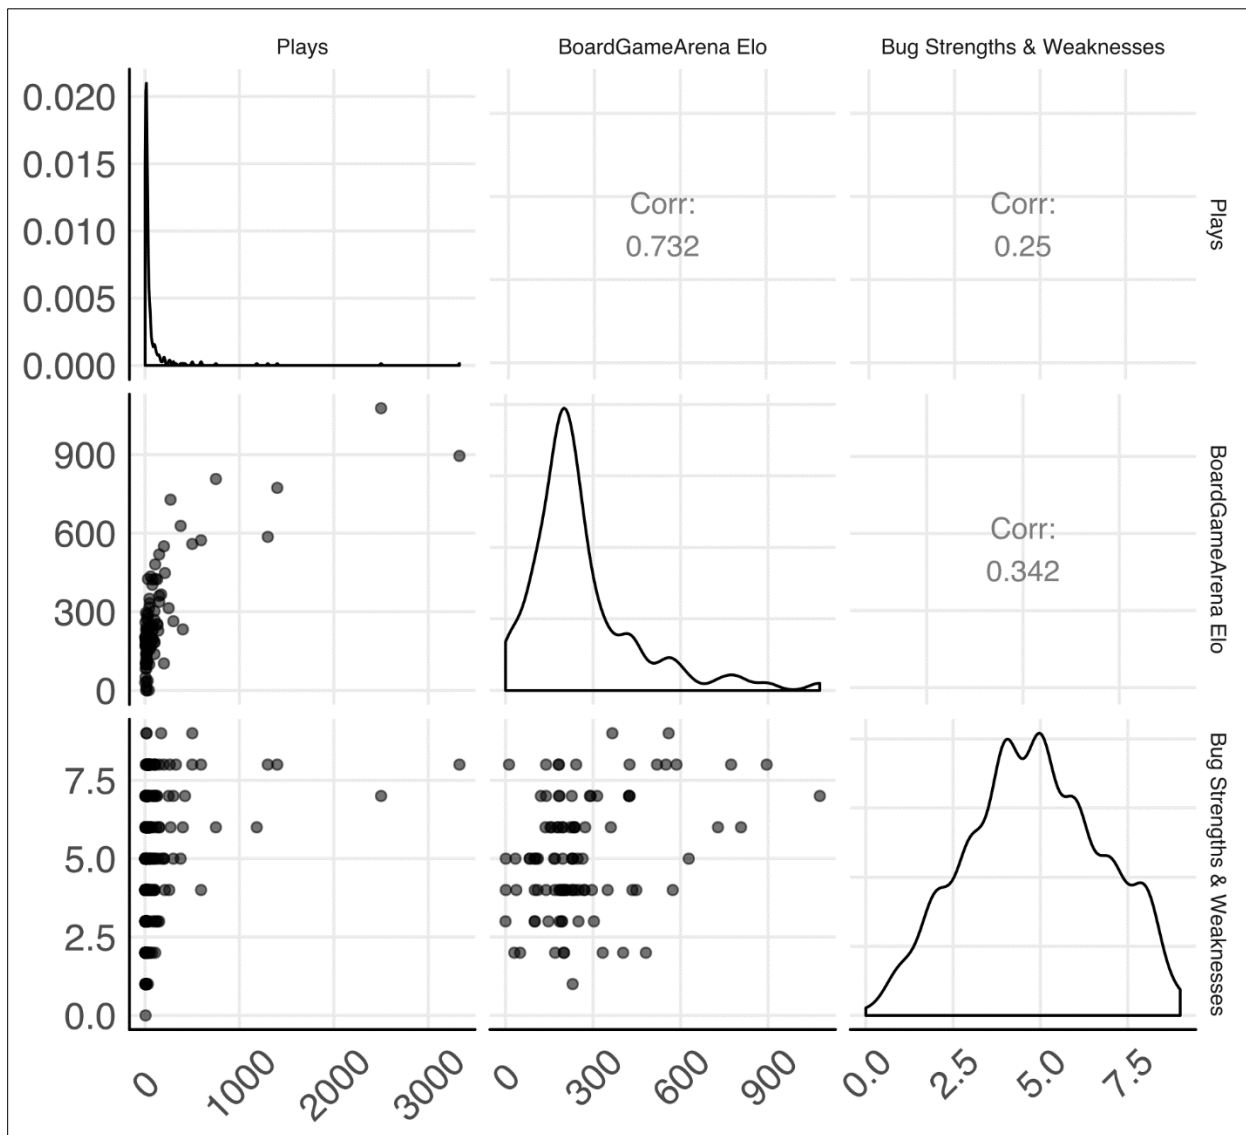 Plays BoardGameArena Elo Bug Strengths & Weaknesses
0.020
0.015
0.010
0.005
0.000
Corr:
0.732
Corr:
0.25
Plays
900
600
300
0
Corr:
0.342
BoardGameArena Elo
7.5
5.0
2.5
0.0
Bug Strengths & Weaknesses
0 1000 2000 3000 0 300 600 900 0.0 2.5 5.0 7.5